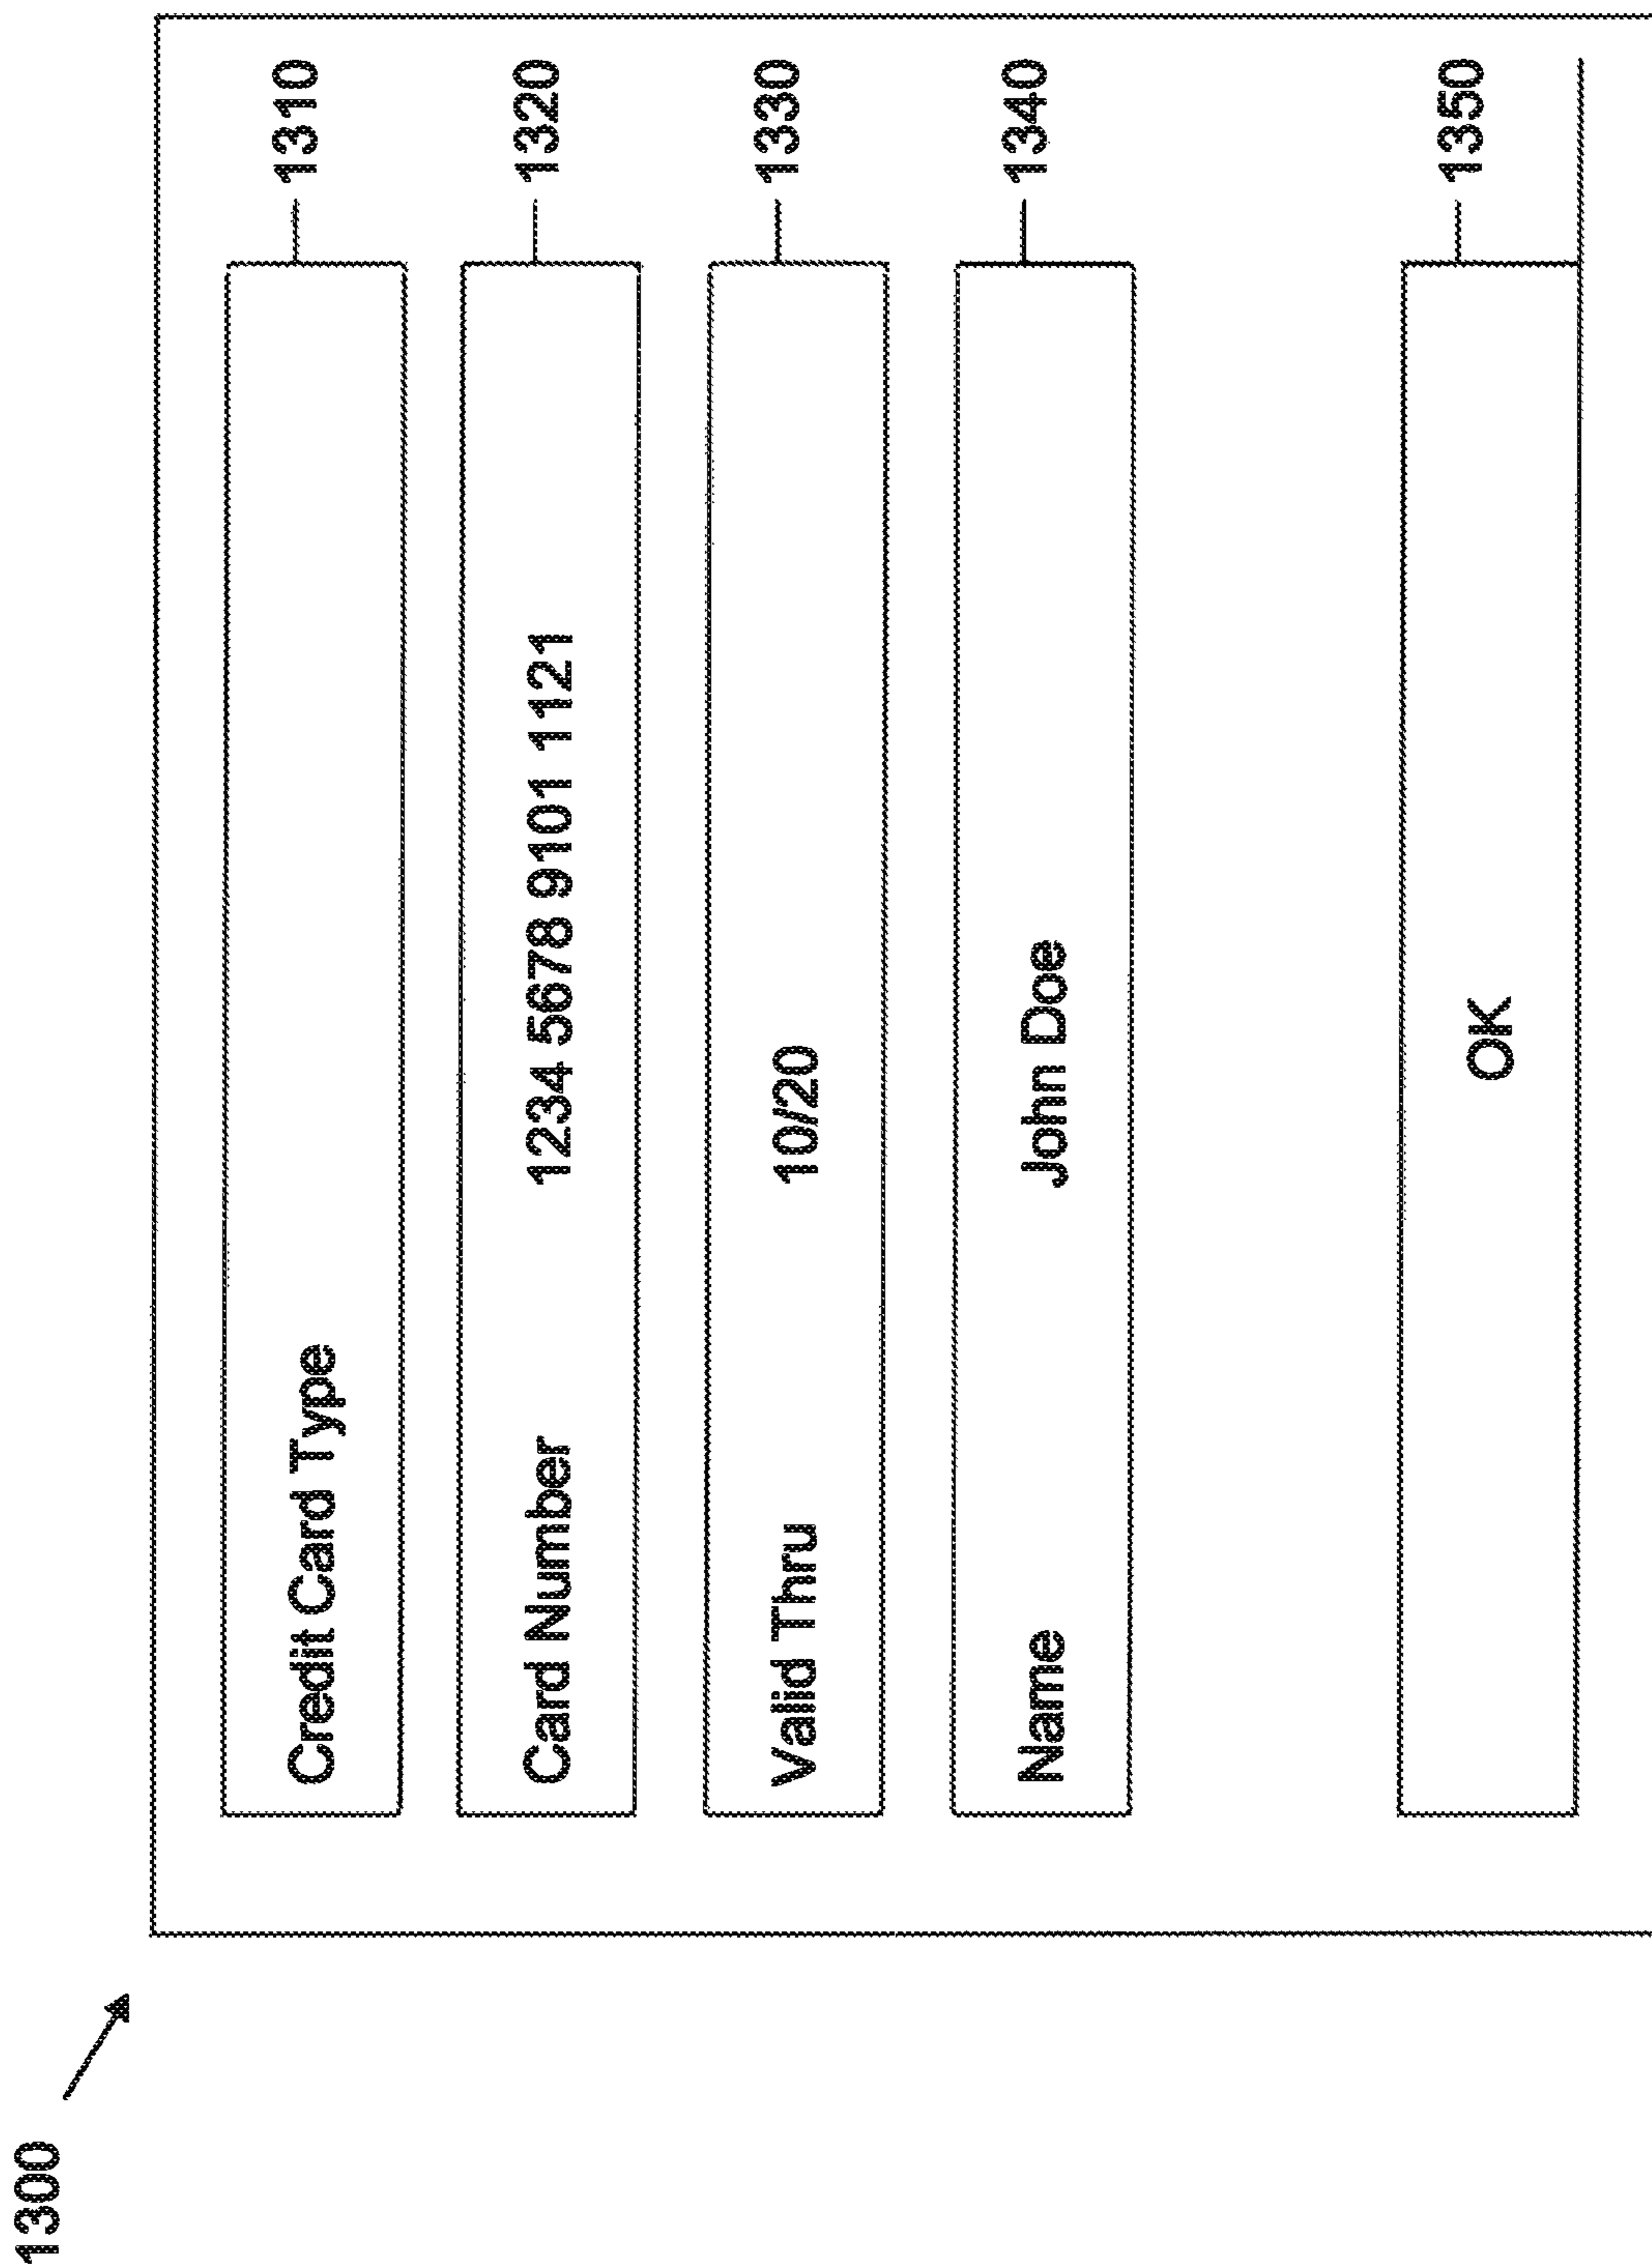 1300
Credit Card Type 1310
Card Number 1234 5678 9101 1121 1320
Valid Thru 10/20 1330
Name John Doe 1340
OK 1350